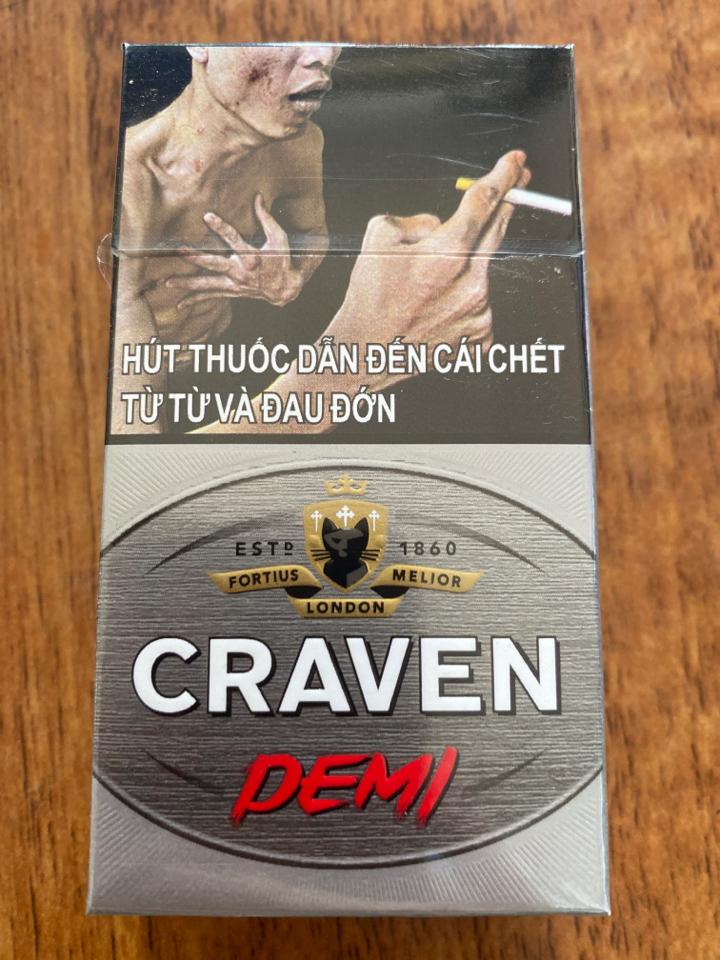 HÚT THUỐC DẪN ĐẾN CÁI CHẾT
TỪ TỪ VÀ ĐAU ĐỚN
ESTD 1860
FORTIUS MELIOR
LONDON
CRAVEN
DEMI